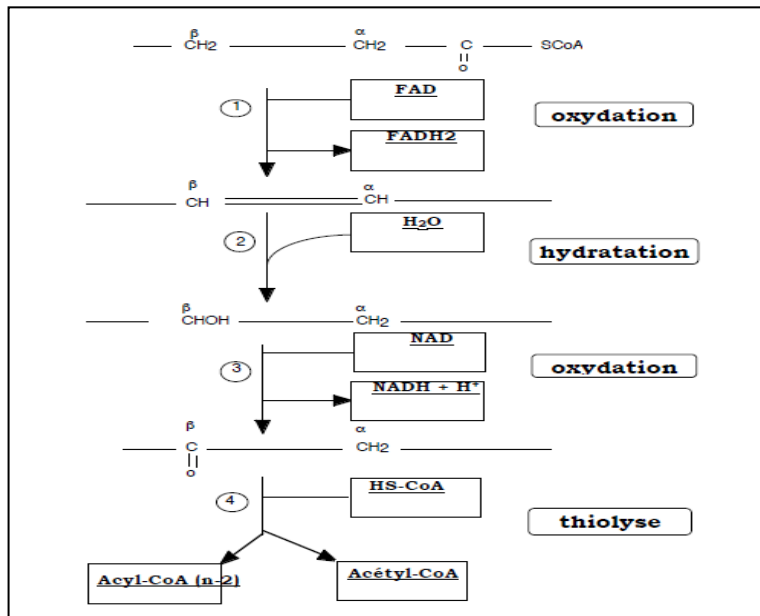 β α
CH2 CH2 C SCoA
O
FAD
1
oxydation
FADH2
β α
CH CH
H₂O
2
hydratation
β α
CHOH CH2
NAD
3
oxydation
NADH + H⁺
β α
C CH2
O
HS-CoA
4
thiolyse
Acyl-CoA (n-2) Acétyl-CoA